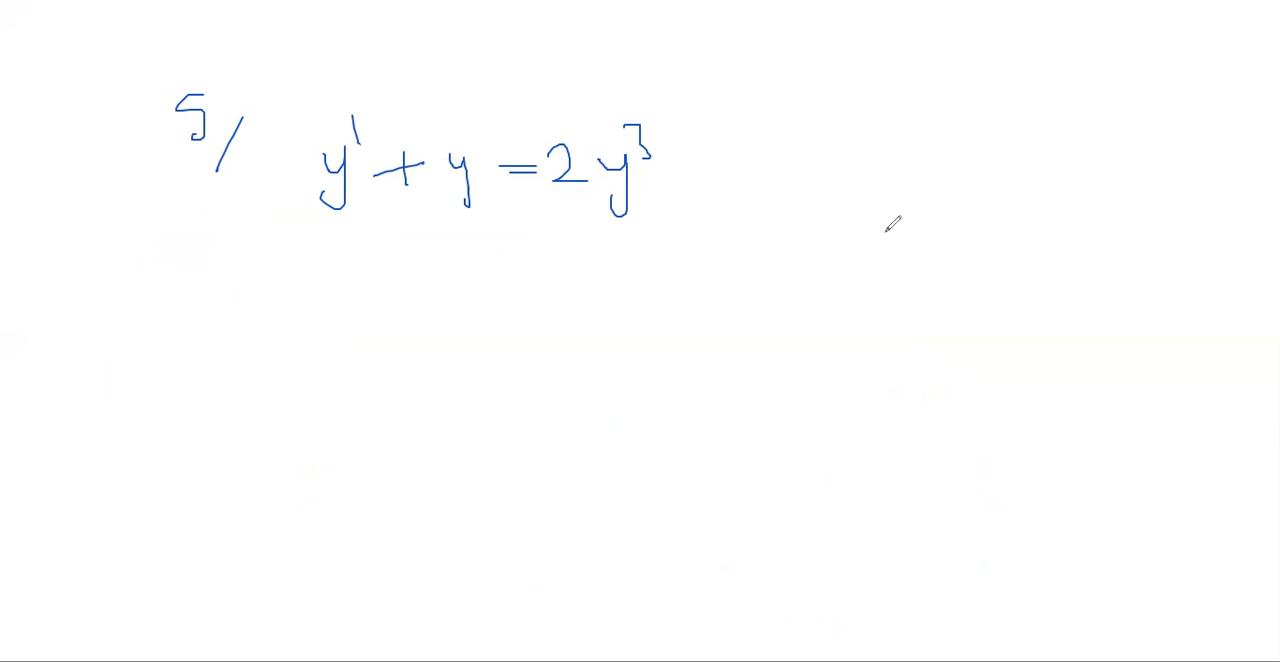 5/ y' + y = 2y³